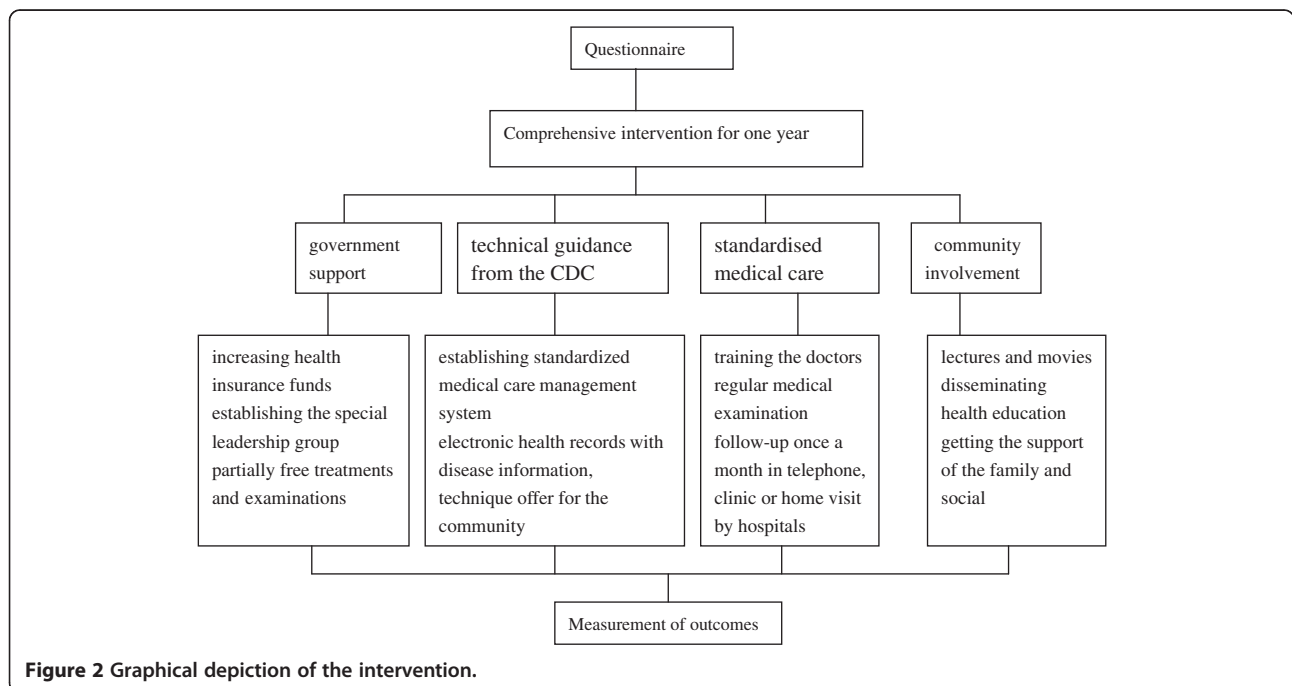 Questionnaire
Comprehensive intervention for one year
government
support
technical guidance
from the CDC
standardised
medical care
community
involvement
increasing health
insurance funds
establishing the special
leadership group
partially free treatments
and examinations
establishing standardized
medical care management
system
electronic health records with
disease information,
technique offer for the
community
training the doctors
regular medical
examination
follow-up once a
month in telephone,
clinic or home visit
by hospitals
lectures and movies
disseminating
health education
getting the support
of the family and
social
Measurement of outcomes
Figure 2 Graphical depiction of the intervention.